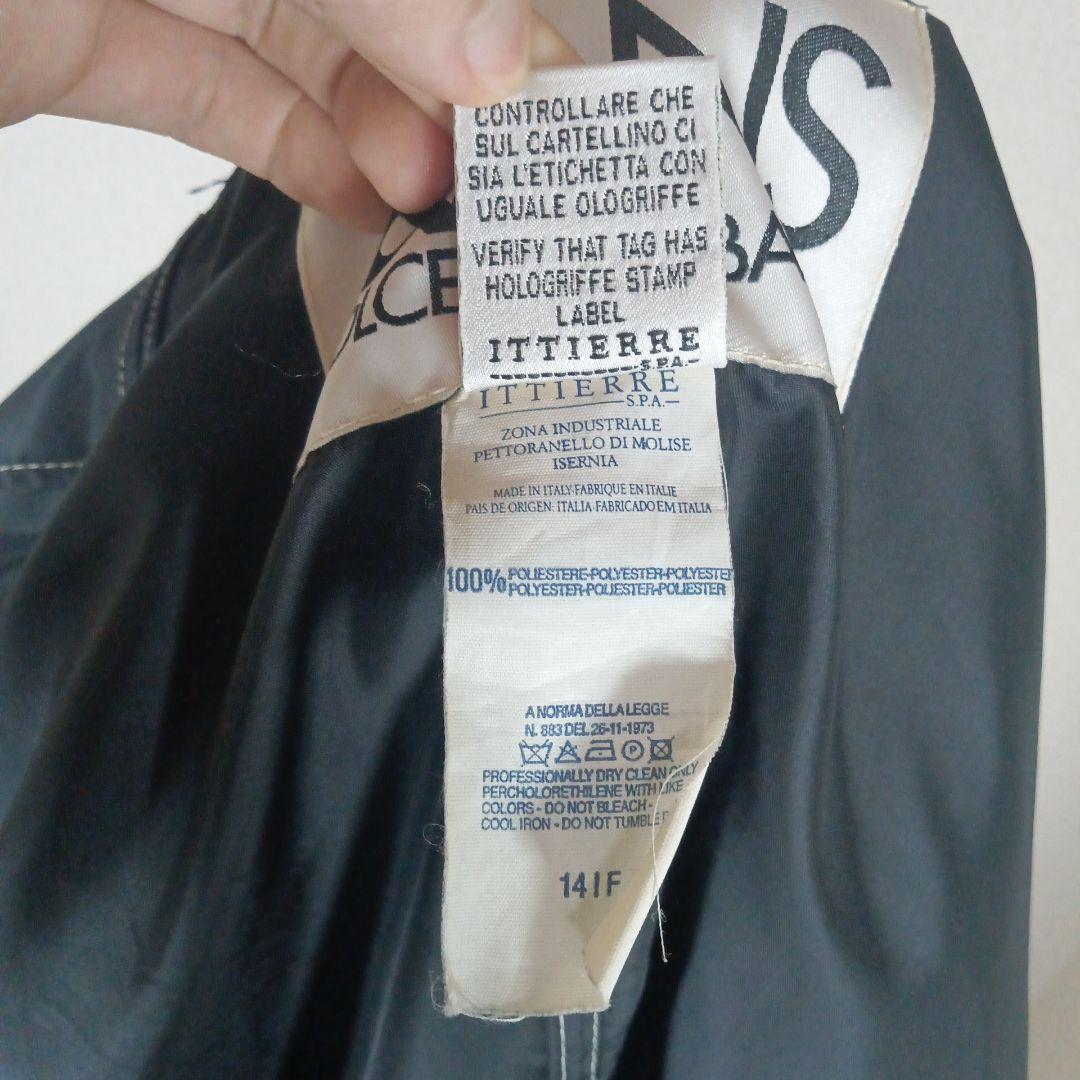 NS
CONTROLLARE CHE
SUL CARTELLINO CI
SIA L'ETICHETTA CON
UGUALE OLOGRIFFE
VERIFY THAT TAG HAS
HOLOGRIFFE STAMP
LABEL
ITTIERRE
S.P.A.
ITTIERRE
S.P.A.
ZONA INDUSTRIALE
PETTORANELLO DI MOLISE
ISERNIA
MADE IN ITALY-FABRIQUE EN ITALIE
PAIS DE ORIGEN: ITALIA-FABRICADO EM ITALIA
100% POLIESTERE-POLYESTER-POLYESTER
POLYESTER-POLIESTER-POLIESTER
A NORMA DELLA LEGGE
N. 883 DEL 26-11-1973
P
PROFESSIONALLY DRY CLEAN ONLY
PERCHOLORETHILENE WITH LIKE
COLORS - DO NOT BLEACH -
COOL IRON - DO NOT TUMBLE
14IF